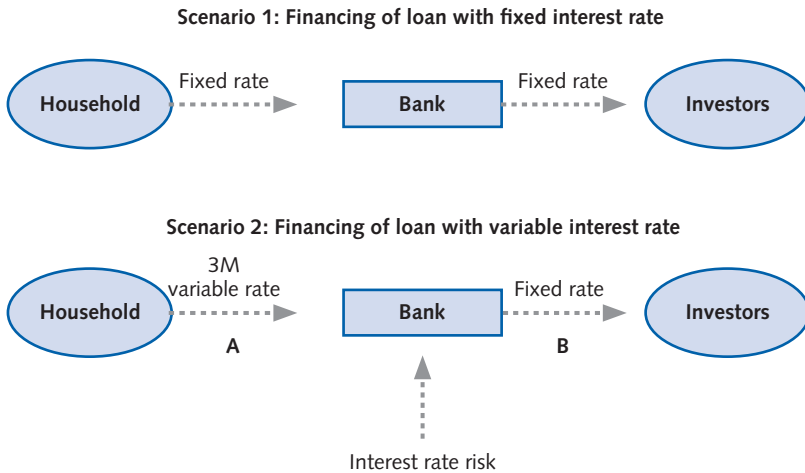 Scenario 1: Financing of loan with fixed interest rate
Fixed rate
Fixed rate
Household
Bank
Investors
Scenario 2: Financing of loan with variable interest rate
3M
variable rate
Fixed rate
Household
Bank
Investors
A
B
Interest rate risk